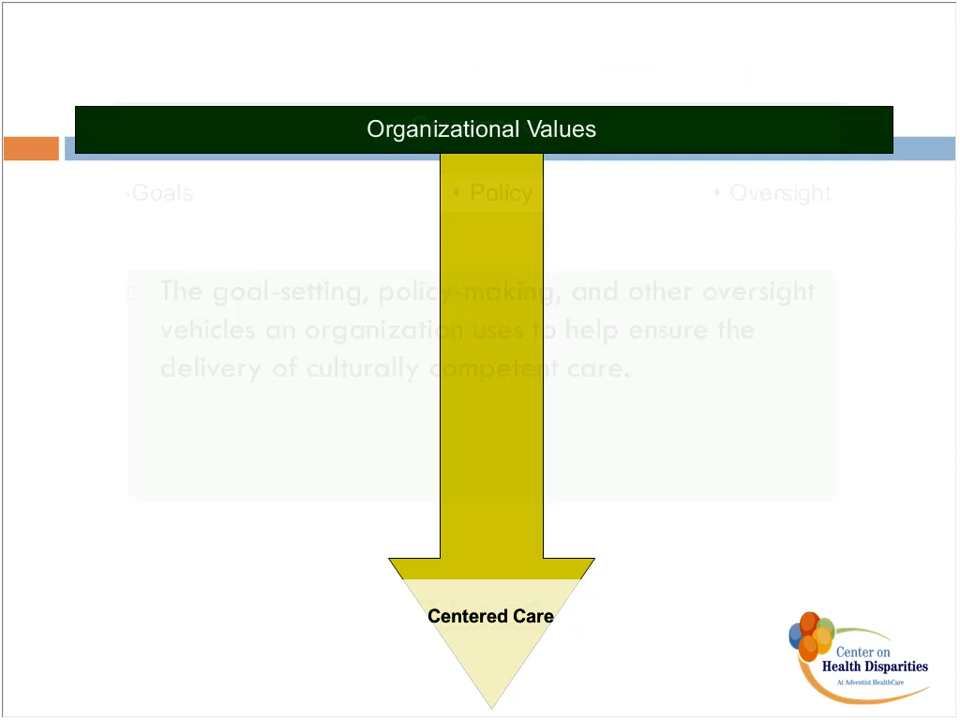 Organizational Values
-Goals
• Policy
• Oversight
The goal-setting, policy-making, and other oversight
vehicles an organization uses to help ensure the
delivery of culturally competent care.
Centered Care
Center on
Health Disparities
At Adventist HealthCare